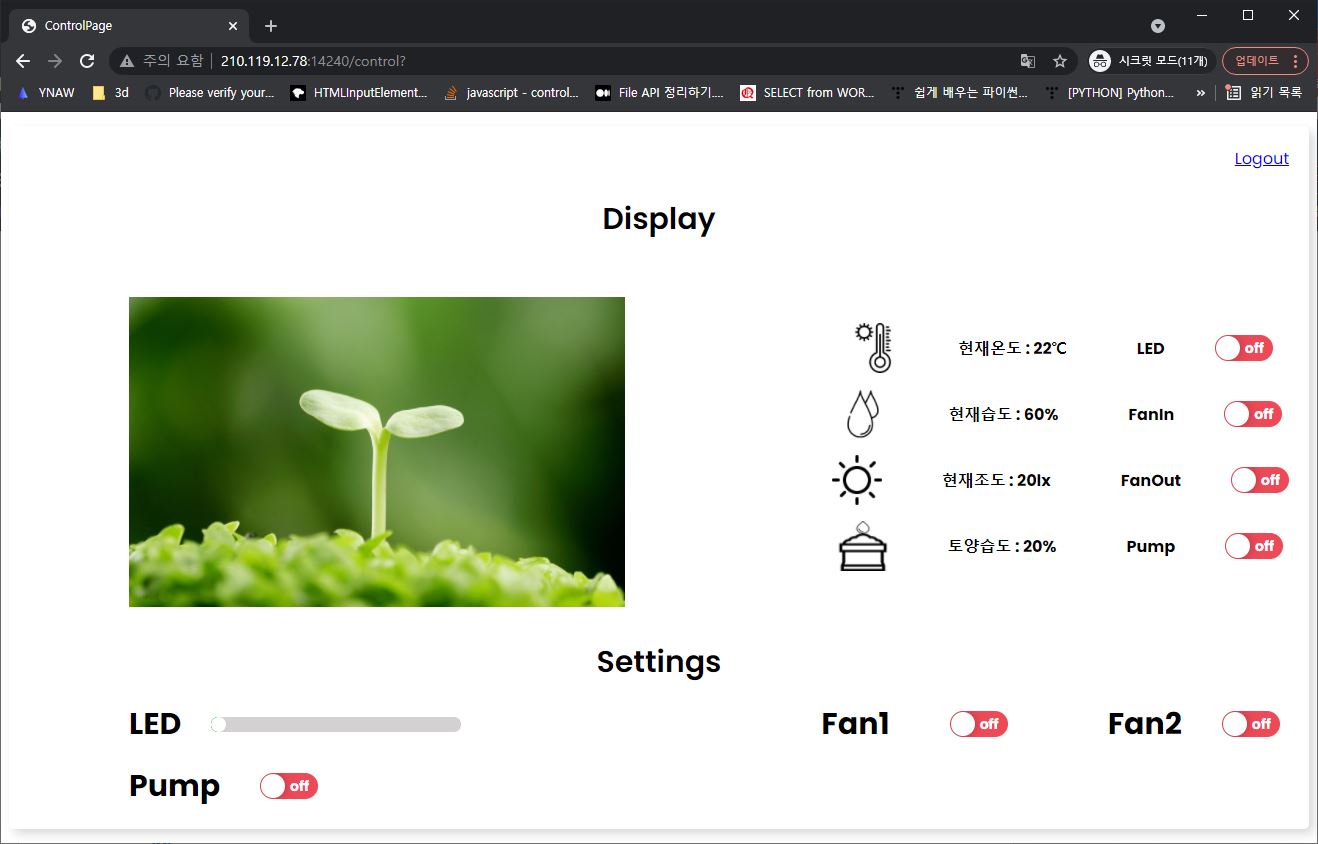 ControlPage
주의 요함 210.119.12.78:14240/control?
시크릿 모드(11개)
업데이트
YNAW 3d Please verify your... HTMLInputElement... javascript - control... File API 정리하기.... SELECT from WOR... 쉽게 배우는 파이썬... [PYTHON] Python... » 읽기 목록
Logout
Display
현재온도 : 22℃ LED off
현재습도 : 60% FanIn off
현재조도 : 20lx FanOut off
토양습도 : 20% Pump off
Settings
LED Fan1 off Fan2 off
Pump off